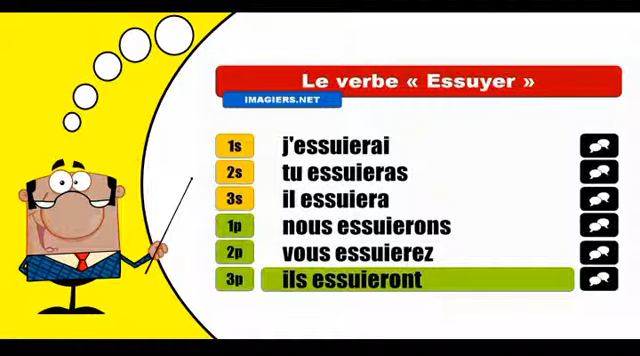 Le verbe « Essuyer »
IMAGIERS.NET
1s j'essuierai
2s tu essuieras
3s il essuiera
1p nous essuierons
2p vous essuierez
3p ils essuieront